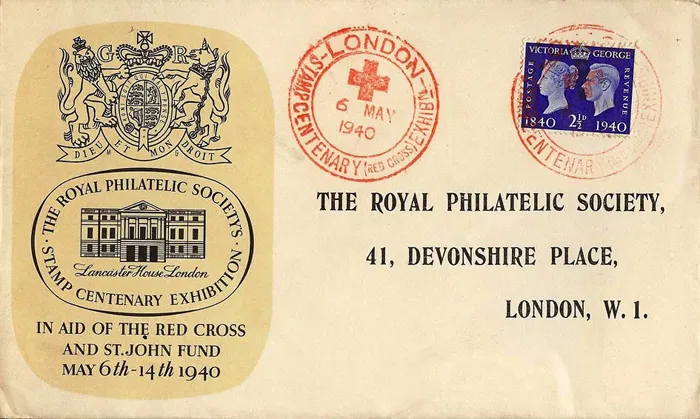 G R
DIEU ET MON DROIT
· THE ROYAL PHILATELIC SOCIETY'S ·
Lancaster House London
STAMP CENTENARY EXHIBITION
IN AID OF THE RED CROSS
AND ST. JOHN FUND
MAY 6th-14th 1940
LONDON
STAMP CENTENARY (RED CROSS) EXHIBN
6 MAY
1940
VICTORIA GEORGE
POSTAGE
REVENUE
1840 2½D 1940
CENTENARY
THE ROYAL PHILATELIC SOCIETY,
41, DEVONSHIRE PLACE,
LONDON, W. 1.